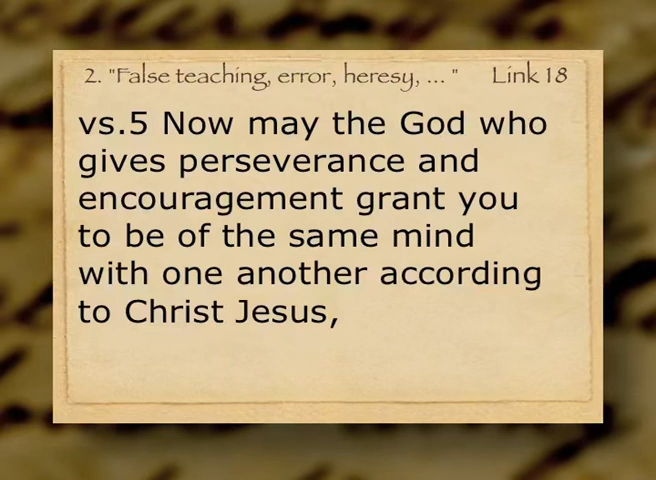 2. "False teaching, error, heresy, ... " Link 18
vs.5 Now may the God who
gives perseverance and
encouragement grant you
to be of the same mind
with one another according
to Christ Jesus,